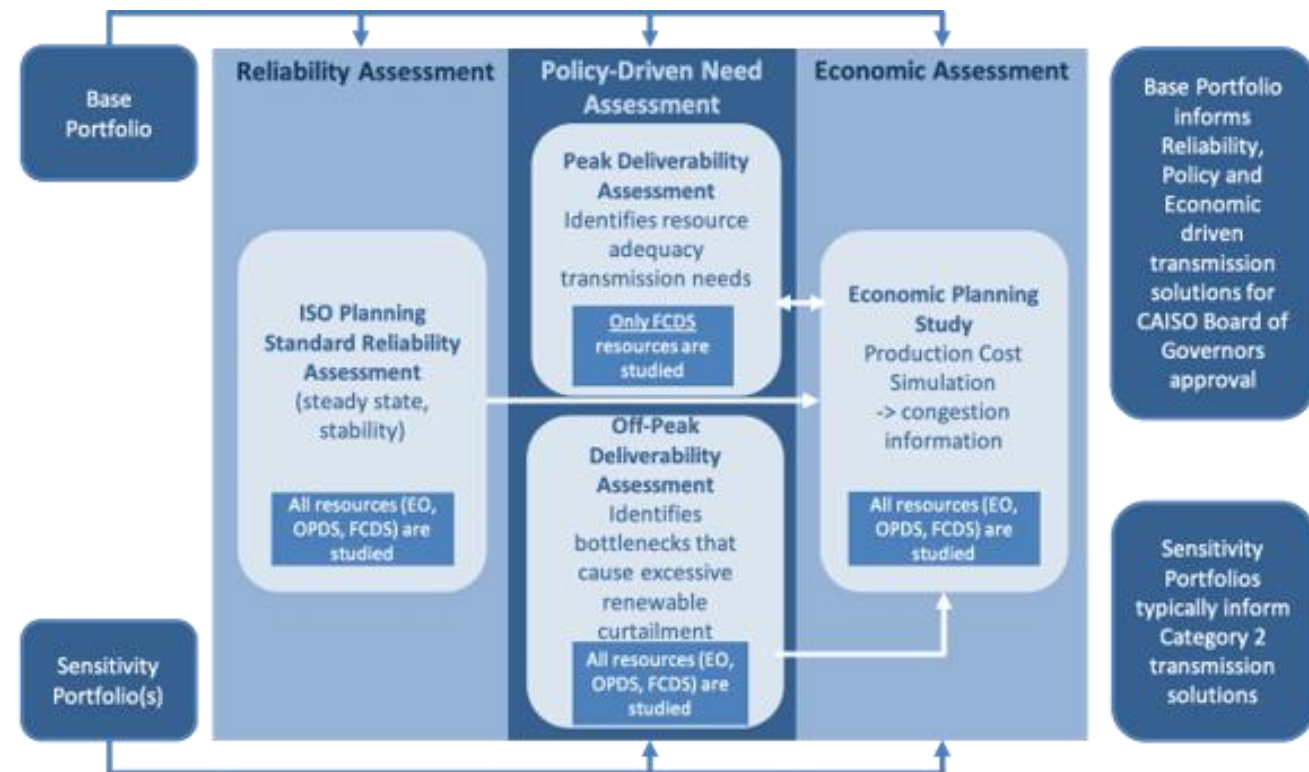 Base
Portfolio
Reliability Assessment
ISO Planning
Standard Reliability
Assessment
(steady state,
stability)
All resources (EO,
OPDS, FCDS) are
studied
Policy-Driven Need
Assessment
Peak Deliverability
Assessment
Identifies resource
adequacy
transmission needs
Only FCDS
resources are
studied
Off-Peak
Deliverability
Assessment
Identifies
bottlenecks that
cause excessive
renewable
curtailment
All resources (EO,
OPDS, FCDS) are
studied
Economic Assessment
Economic Planning
Study
Production Cost
Simulation
-> congestion
information
All resources (EO,
OPDS, FCDS) are
studied
Base Portfolio
informs
Reliability,
Policy and
Economic
driven
transmission
solutions for
CAISO Board of
Governors
approval
Sensitivity
Portfolio(s)
Sensitivity
Portfolios
typically inform
Category 2
transmission
solutions